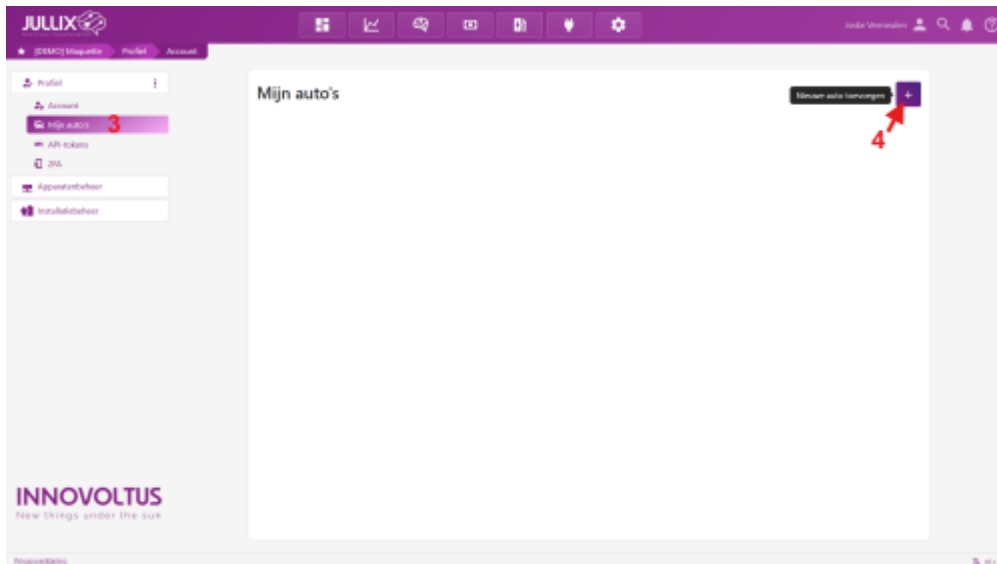 JULLIX
[DEMO] Maquette Profiel Account
Profiel
Account
Mijn auto's 3
API-tokens
2FA
Apparatenbeheer
Installatiebeheer
Mijn auto's
Nieuwe auto toevoegen +
4
INNOVOLTUS
New things under the sun
Privacyverklaring